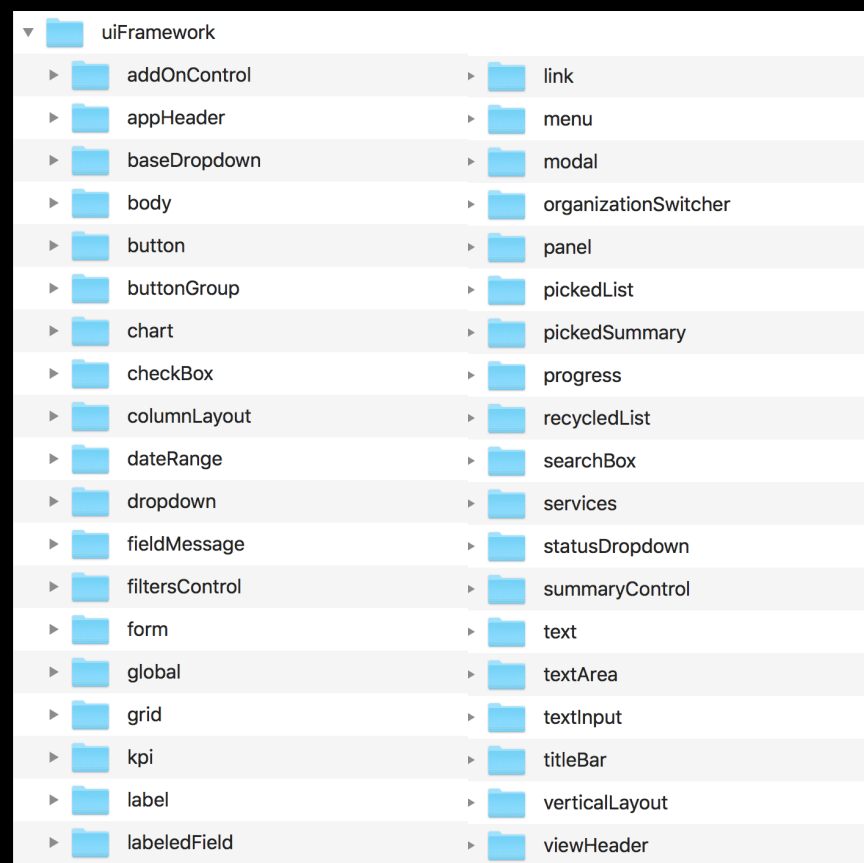 uiFramework
addOnControl
appHeader
baseDropdown
body
button
buttonGroup
chart
checkBox
columnLayout
dateRange
dropdown
fieldMessage
filtersControl
form
global
grid
kpi
label
labeledField
link
menu
modal
organizationSwitcher
panel
pickedList
pickedSummary
progress
recycledList
searchBox
services
statusDropdown
summaryControl
text
textArea
textInput
titleBar
verticalLayout
viewHeader